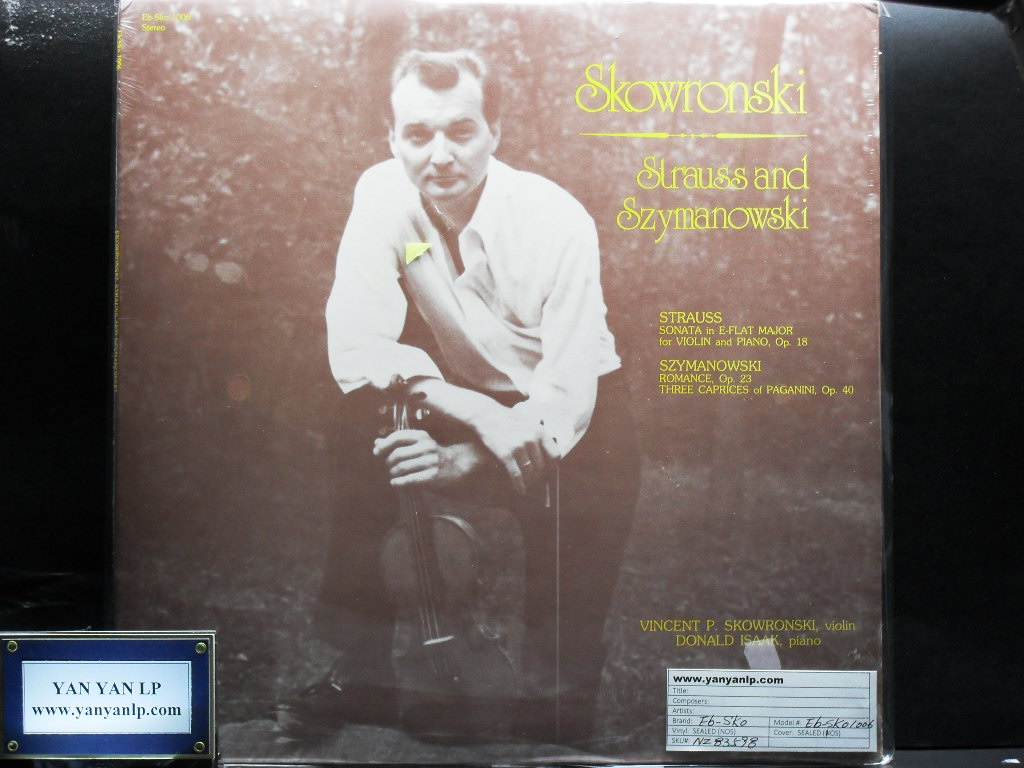 Eb-Sko-1006
Stereo
Skowronski
Strauss and
Szymanowski
STRAUSS
SONATA in E-FLAT MAJOR
for VIOLIN and PIANO, Op. 18
SZYMANOWSKI
ROMANCE, Op. 23
THREE CAPRICES of PAGANINI, Op. 40
VINCENT P. SKOWRONSKI, violin
DONALD ISAAK, piano
YAN YAN LP
www.yanyanlp.com
www.yanyanlp.com
Title:
Composers:
Artists:
Brand: Eb-Sko Model #: Eb-SKo1006
Vinyl: SEALED (NOS) Cover: SEALED (NOS)
SKU#: NZ83898